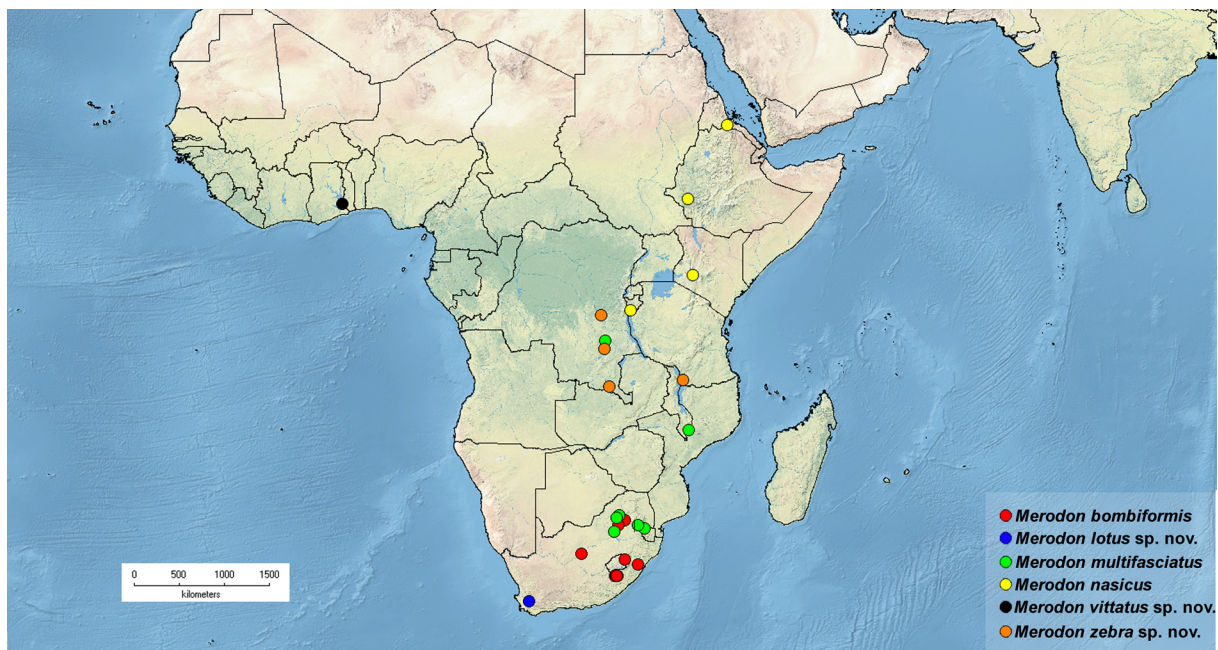 0 500 1000 1500
kilometers
Merodon bombiformis
Merodon lotus sp. nov.
Merodon multifasciatus
Merodon nasicus
Merodon vittatus sp. nov.
Merodon zebra sp. nov.